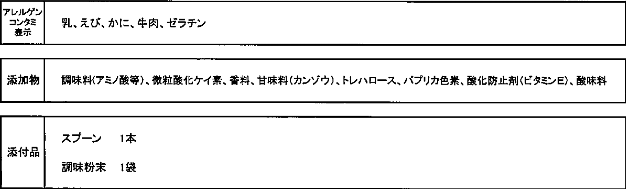 アレルゲン
コンタミ
表示
乳、えび、かに、牛肉、ゼラチン
添加物
調味料(アミノ酸等)、微粒酸化ケイ素、香料、甘味料(カンゾウ)、トレハロース、パプリカ色素、酸化防止剤(ビタミンE)、酸味料
添付品
スプーン 1本
調味粉末 1袋